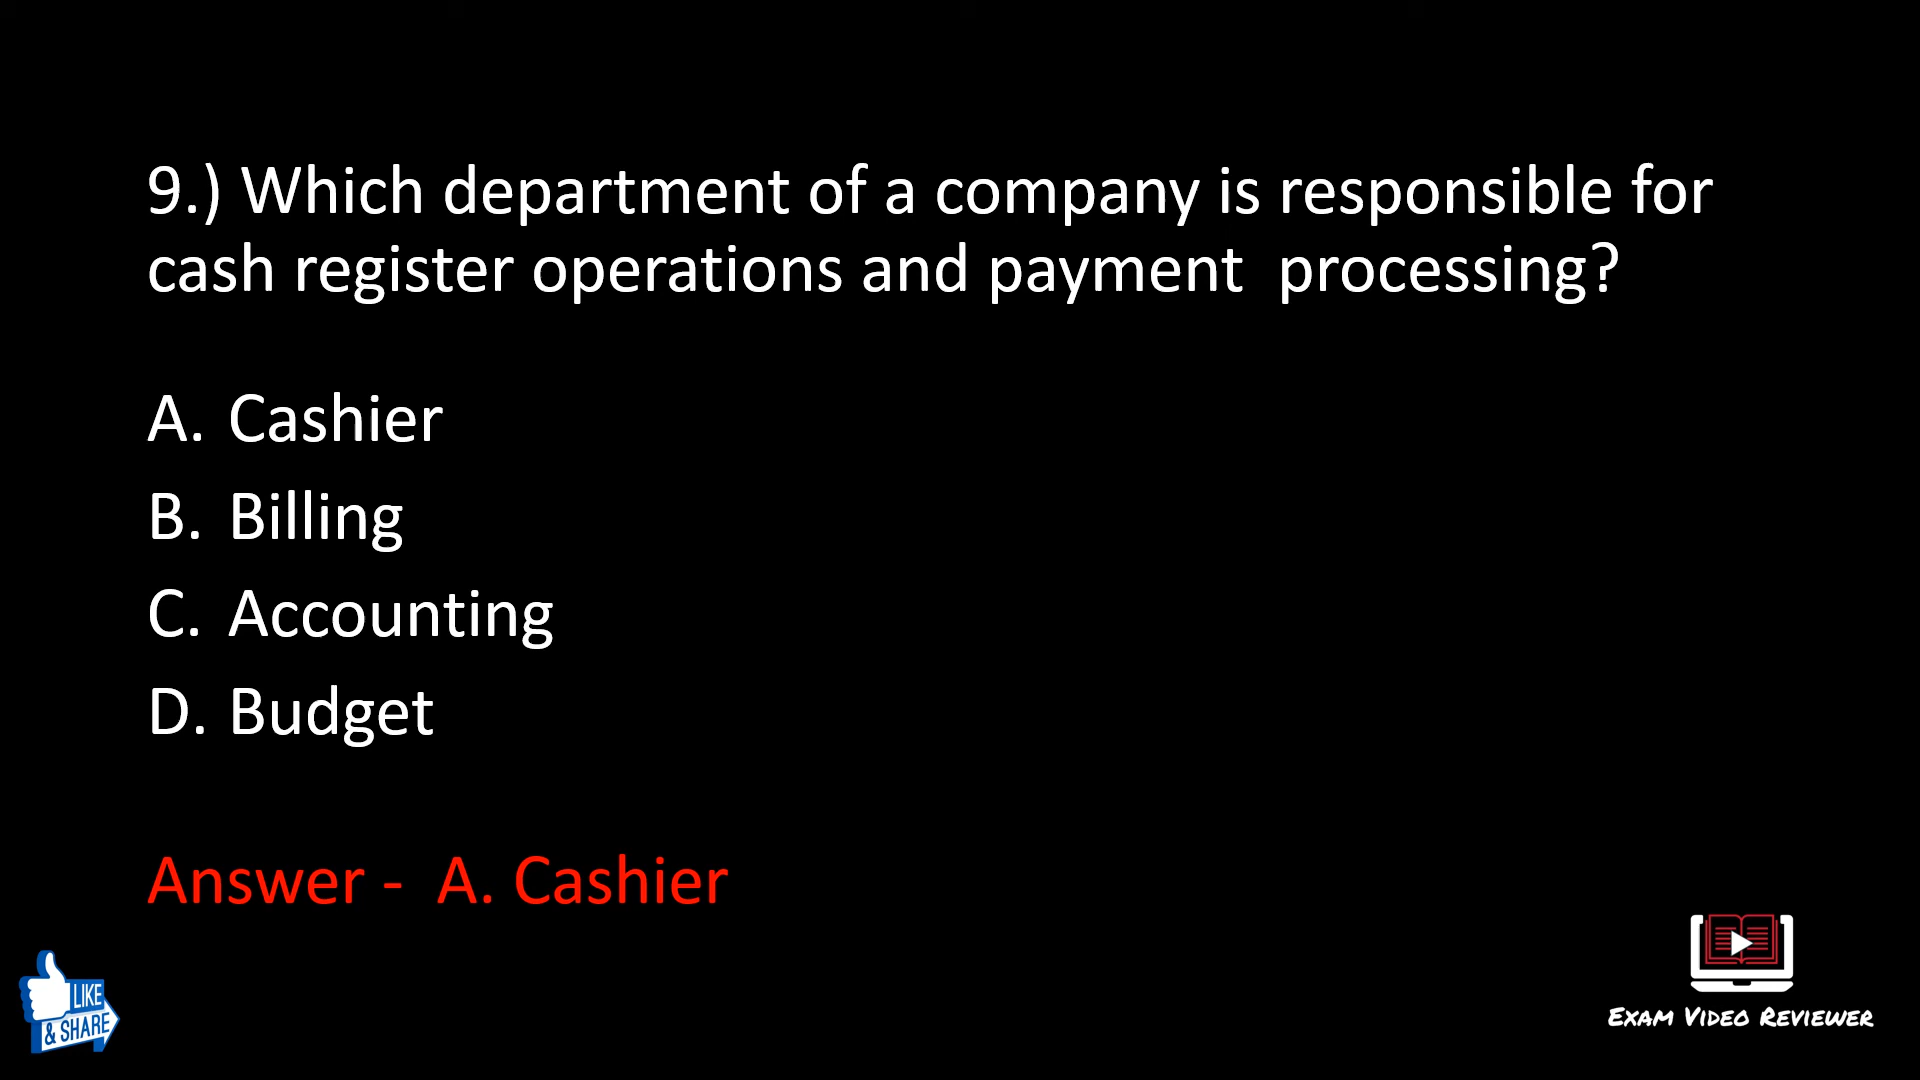 9.) Which department of a company is responsible for
cash register operations and payment  processing?
A. Cashier
B. Billing
C. Accounting
D. Budget
Answer -  A. Cashier
LIKE
& SHARE
Exam Video Reviewer